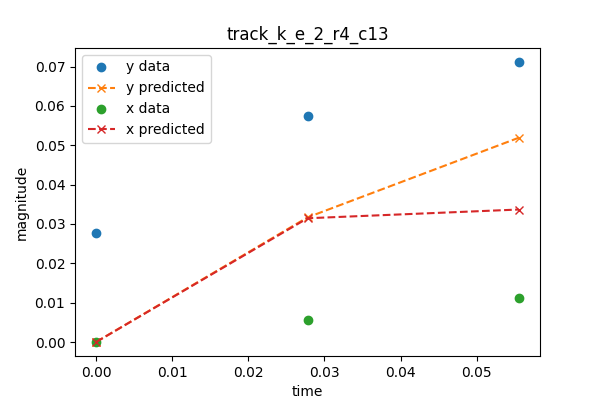 track_k_e_2_r4_c13
y data
y predicted
x data
x predicted
0.07
0.06
0.05
0.04
0.03
0.02
0.01
0.00
magnitude
0.00 0.01 0.02 0.03 0.04 0.05
time